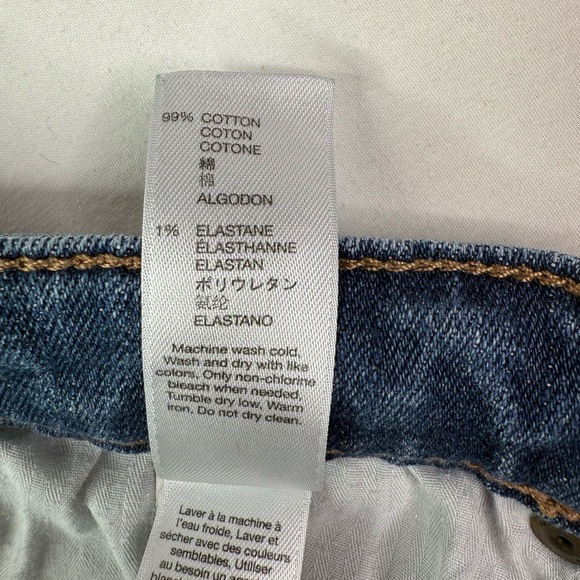 99% COTTON
COTON
COTONE
綿
棉
ALGODON
1% ELASTANE
ÉLASTHANNE
ELASTAN
ポリウレタン
氨纶
ELASTANO
Machine wash cold.
Wash and dry with like
colors. Only non-chlorine
bleach when needed.
Tumble dry low. Warm
iron. Do not dry clean.
Laver à la machine à
l'eau froide, Laver et
sécher avec des couleurs
semblables, Utiliser
au besoin un